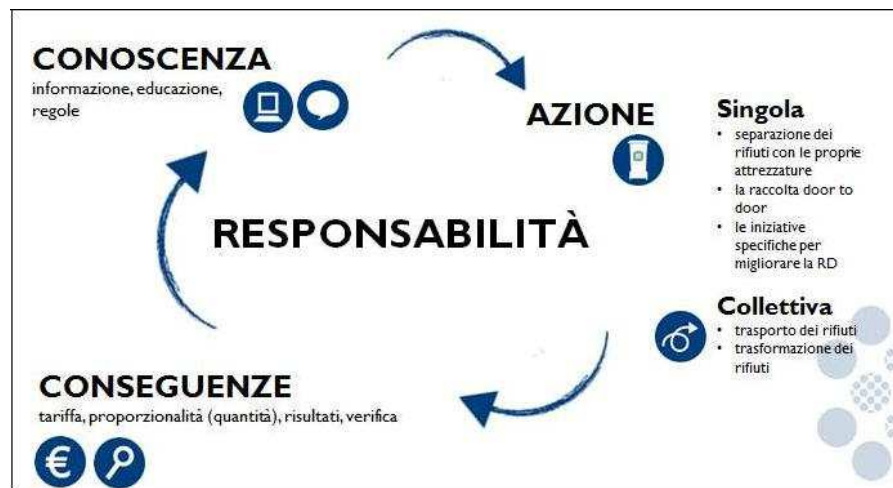 CONOSCENZA
informazione, educazione,
regole
AZIONE
Singola
• separazione dei
rifiuti con le proprie
attrezzature
• la raccolta door to
door
• le iniziative
specifiche per
migliorare la RD
RESPONSABILITÀ
Collettiva
• trasporto dei rifiuti
• trasformazione dei
rifiuti
CONSEGUENZE
tariffa, proporzionalità (quantità), risultati, verifica
€